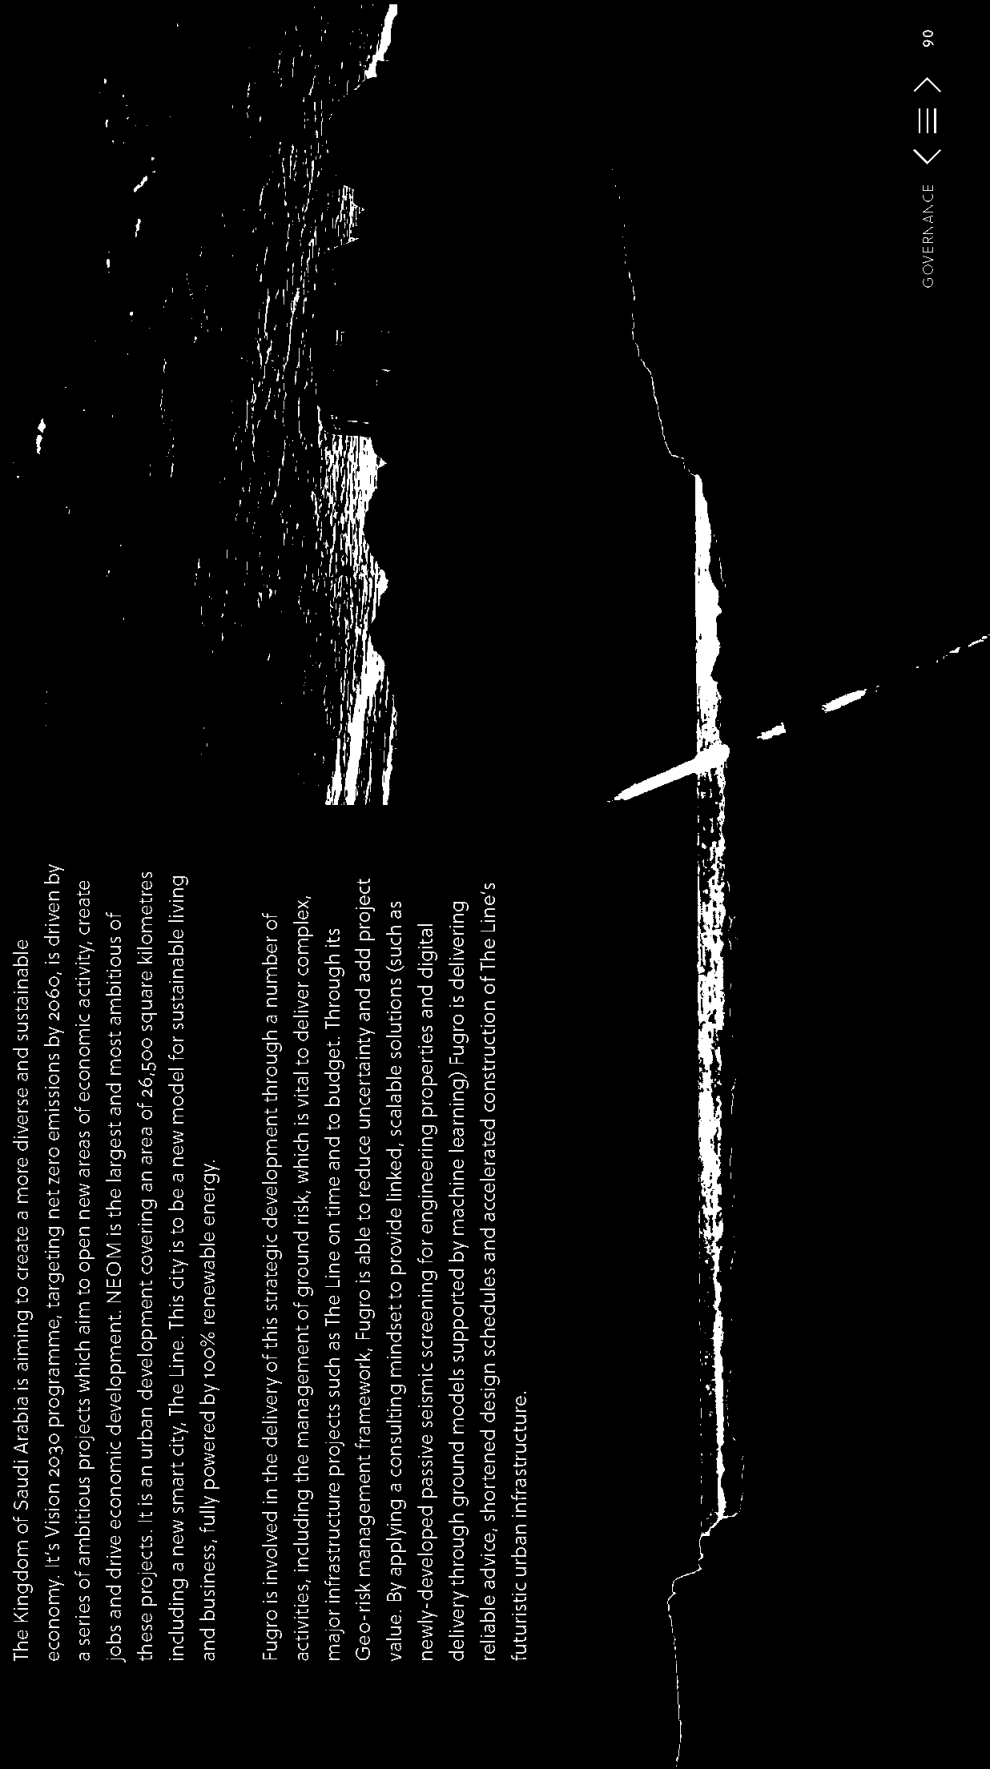 The Kingdom of Saudi Arabia is aiming to create a more diverse and sustainable
economy. It's Vision 2030 programme, targeting net zero emissions by 2060, is driven by
a series of ambitious projects which aim to open new areas of economic activity, create
jobs and drive economic development. NEOM is the largest and most ambitious of
these projects. It is an urban development covering an area of 26,500 square kilometres
including a new smart city, The Line. This city is to be a new model for sustainable living
and business, fully powered by 100% renewable energy.
Fugro is involved in the delivery of this strategic development through a number of
activities, including the management of ground risk, which is vital to deliver complex,
major infrastructure projects such as The Line on time and to budget. Through its
Geo-risk management framework, Fugro is able to reduce uncertainty and add project
value. By applying a consulting mindset to provide linked, scalable solutions (such as
newly-developed passive seismic screening for engineering properties and digital
delivery through ground models supported by machine learning) Fugro is delivering
reliable advice, shortened design schedules and accelerated construction of The Line's
futuristic urban infrastructure.
GOVERNANCE
90